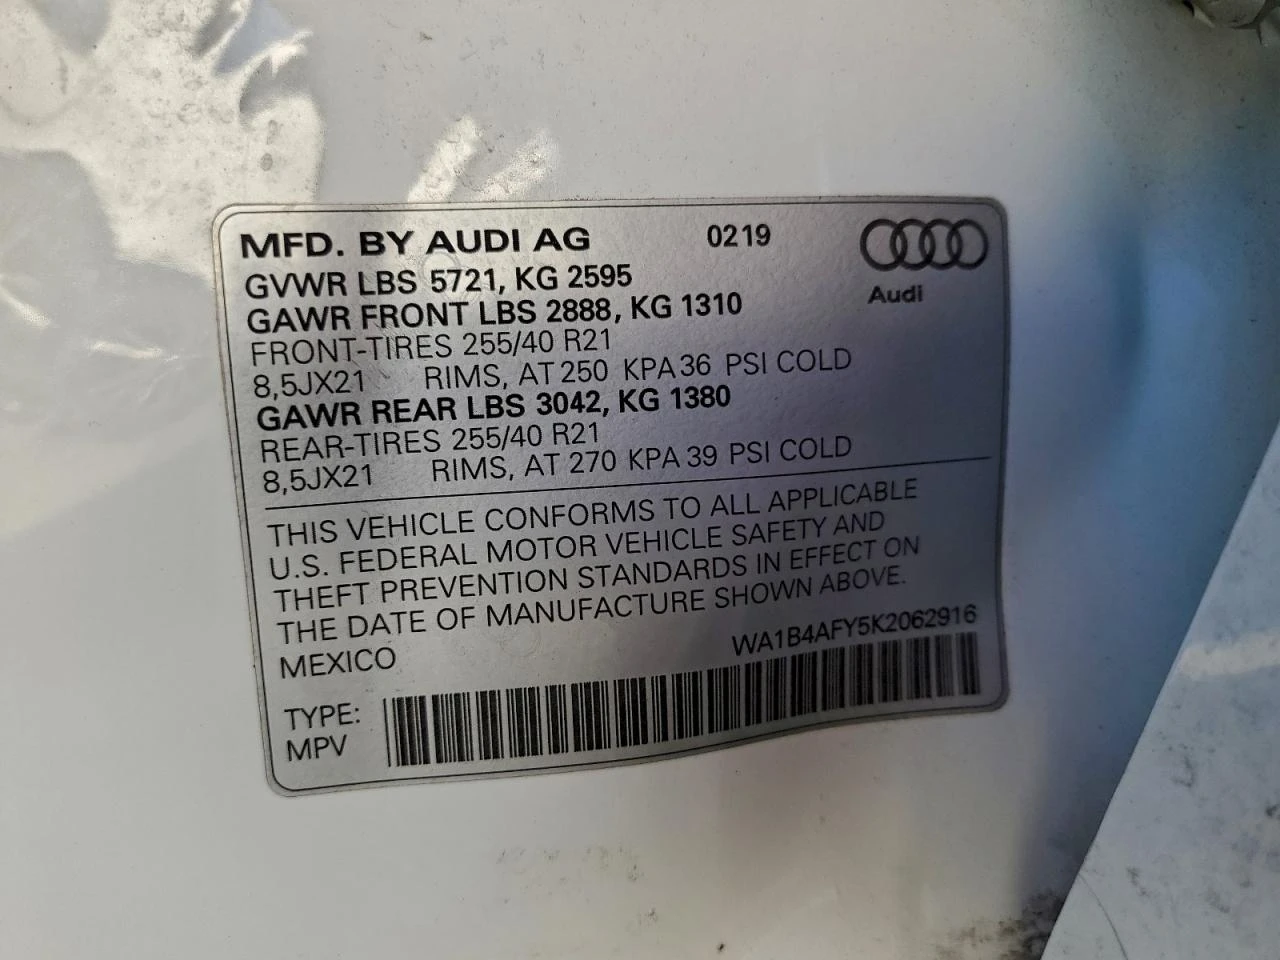 MFD. BY AUDI AG 0219
GVWR LBS 5721, KG 2595
GAWR FRONT LBS 2888, KG 1310
Audi
FRONT-TIRES 255/40 R21
8,5JX21 RIMS, AT 250 KPA 36 PSI COLD
GAWR REAR LBS 3042, KG 1380
REAR-TIRES 255/40 R21
8,5JX21 RIMS, AT 270 KPA 39 PSI COLD
THIS VEHICLE CONFORMS TO ALL APPLICABLE
U.S. FEDERAL MOTOR VEHICLE SAFETY AND
THEFT PREVENTION STANDARDS IN EFFECT ON
THE DATE OF MANUFACTURE SHOWN ABOVE.
MEXICO WA1B4AFY5K2062916
TYPE:
MPV